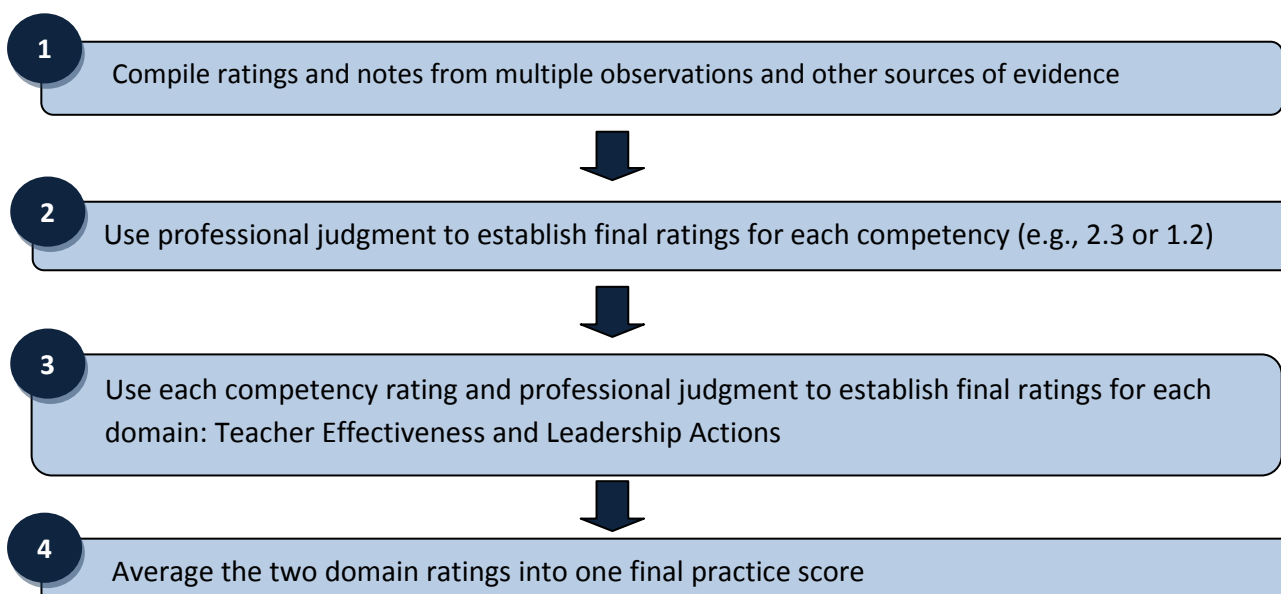 1
Compile ratings and notes from multiple observations and other sources of evidence
2
Use professional judgment to establish final ratings for each competency (e.g., 2.3 or 1.2)
3
Use each competency rating and professional judgment to establish final ratings for each
domain: Teacher Effectiveness and Leadership Actions
4
Average the two domain ratings into one final practice score